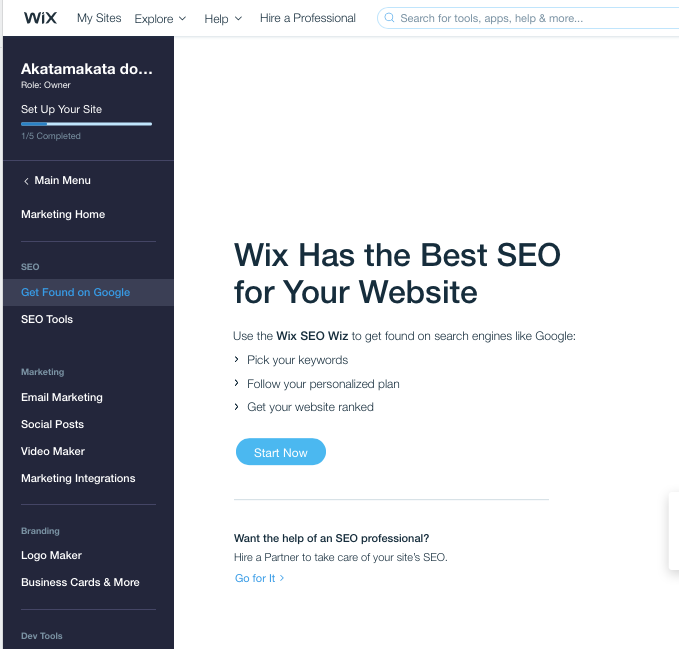 WiX My Sites Explore Help Hire a Professional Search for tools, apps, help & more...
Akatamakata do...
Role: Owner
Set Up Your Site
1/5 Completed
Main Menu
Marketing Home
SEO
Get Found on Google
SEO Tools
Marketing
Email Marketing
Social Posts
Video Maker
Marketing Integrations
Branding
Logo Maker
Business Cards & More
Dev Tools
Wix Has the Best SEO
for Your Website
Use the Wix SEO Wiz to get found on search engines like Google:
Pick your keywords
Follow your personalized plan
Get your website ranked
Start Now
Want the help of an SEO professional?
Hire a Partner to take care of your site's SEO.
Go for It